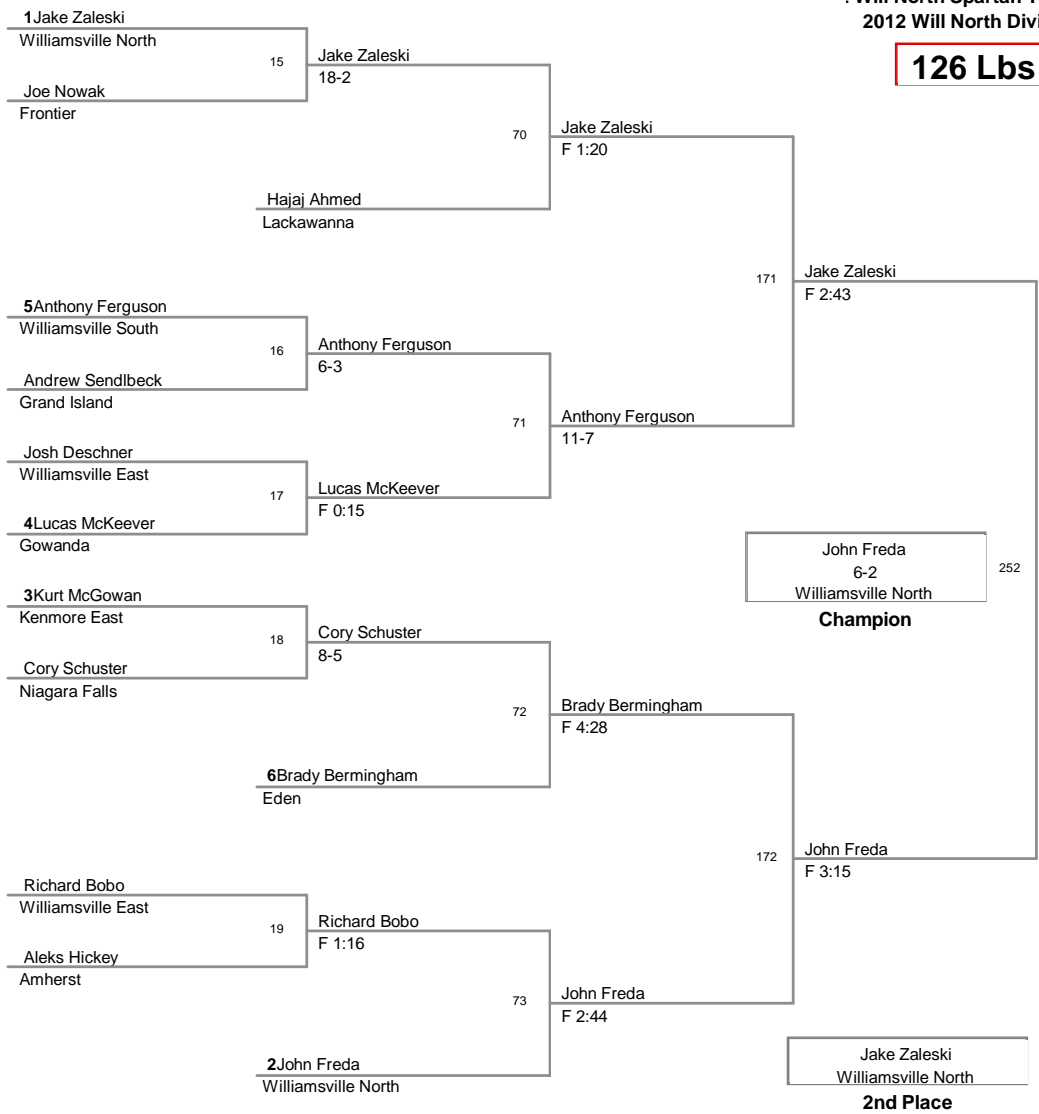 : Will North Spartan
2012 Will North
126 Lbs
1Jake Zaleski
Williamsville North
15
Joe Nowak
Frontier
Jake Zaleski
18-2
70
Hajaj Ahmed
Lackawanna
Jake Zaleski
F 1:20
171
5Anthony Ferguson
Williamsville South
16
Andrew Sendlbeck
Grand Island
Anthony Ferguson
6-3
71
Josh Deschner
Williamsville East
17
4Lucas McKeever
Gowanda
Lucas McKeever
F 0:15
Anthony Ferguson
11-7
Jake Zaleski
F 2:43
3Kurt McGowan
Kenmore East
18
Cory Schuster
Niagara Falls
Cory Schuster
8-5
72
6Brady Bermingham
Eden
Brady Bermingham
F 4:28
172
Richard Bobo
Williamsville East
19
Aleks Hickey
Amherst
Richard Bobo
F 1:16
73
2John Freda
Williamsville North
John Freda
F 2:44
John Freda
F 3:15
252
John Freda
6-2
Williamsville North
Champion
Jake Zaleski
Williamsville North
2nd Place